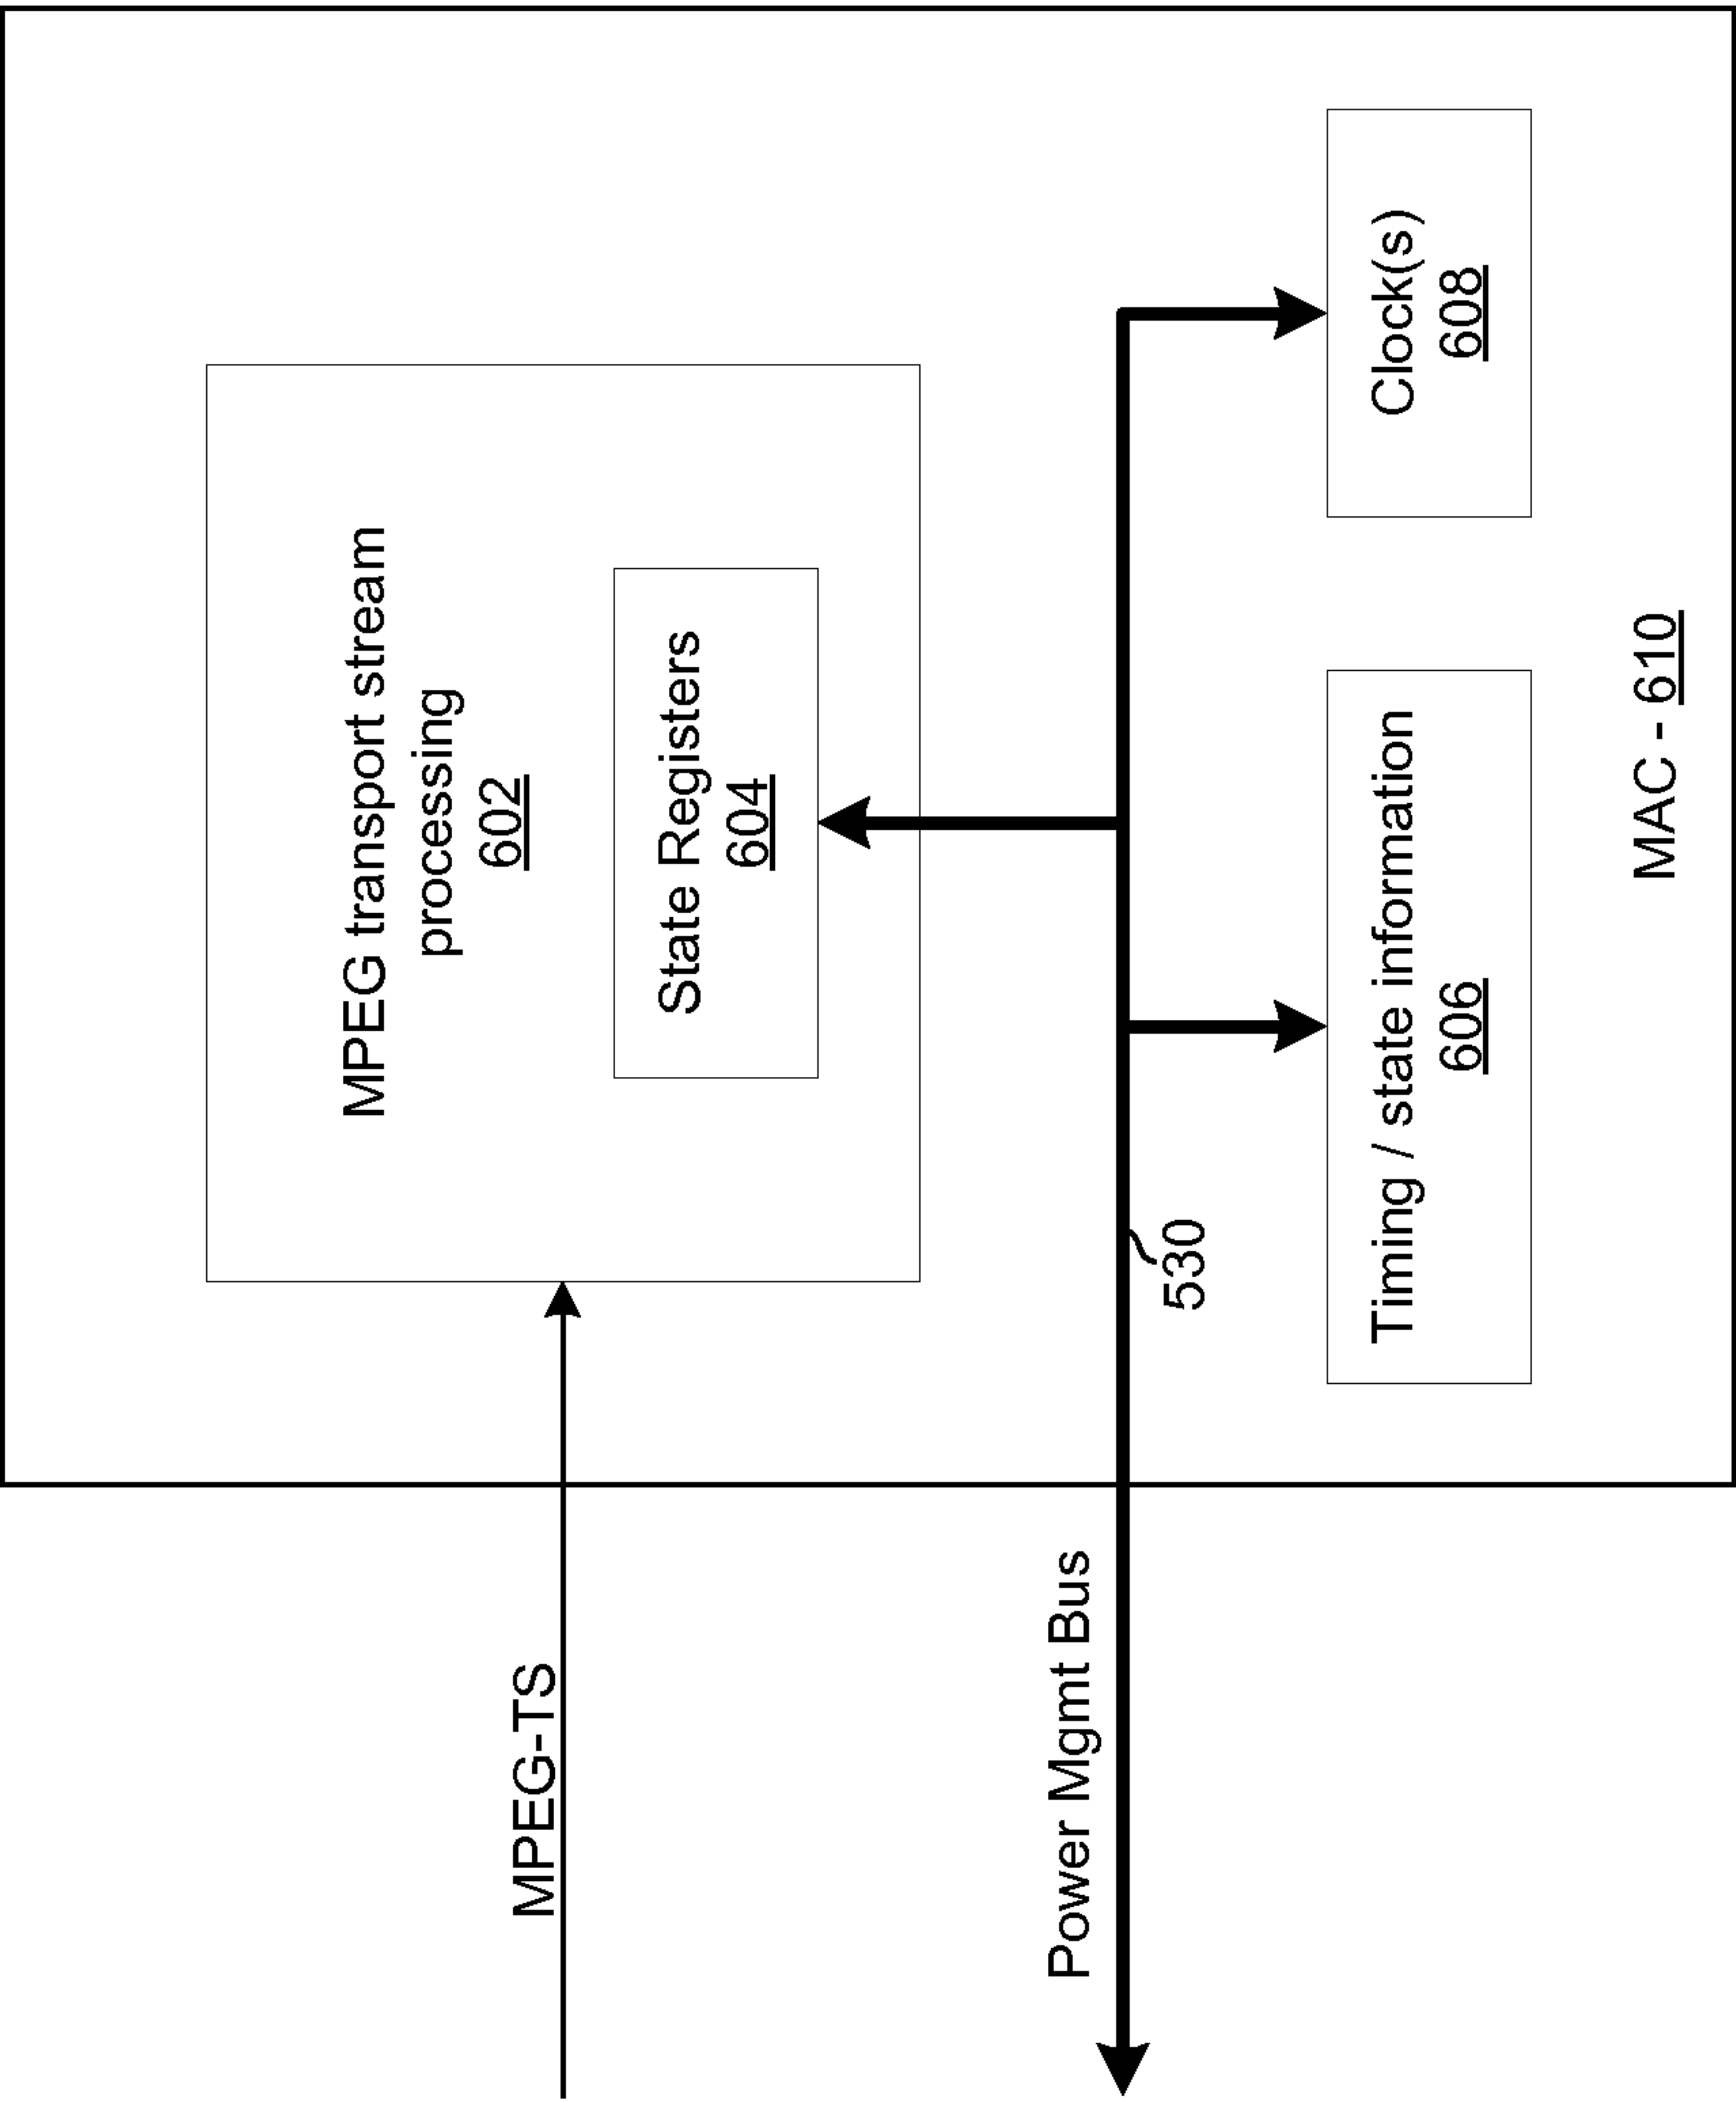 MPEG-TS
MPEG transport stream
processing
602
State Registers
604
Power Mgmt Bus
530
Timing / state information
606
Clock(s)
608
MAC - 610